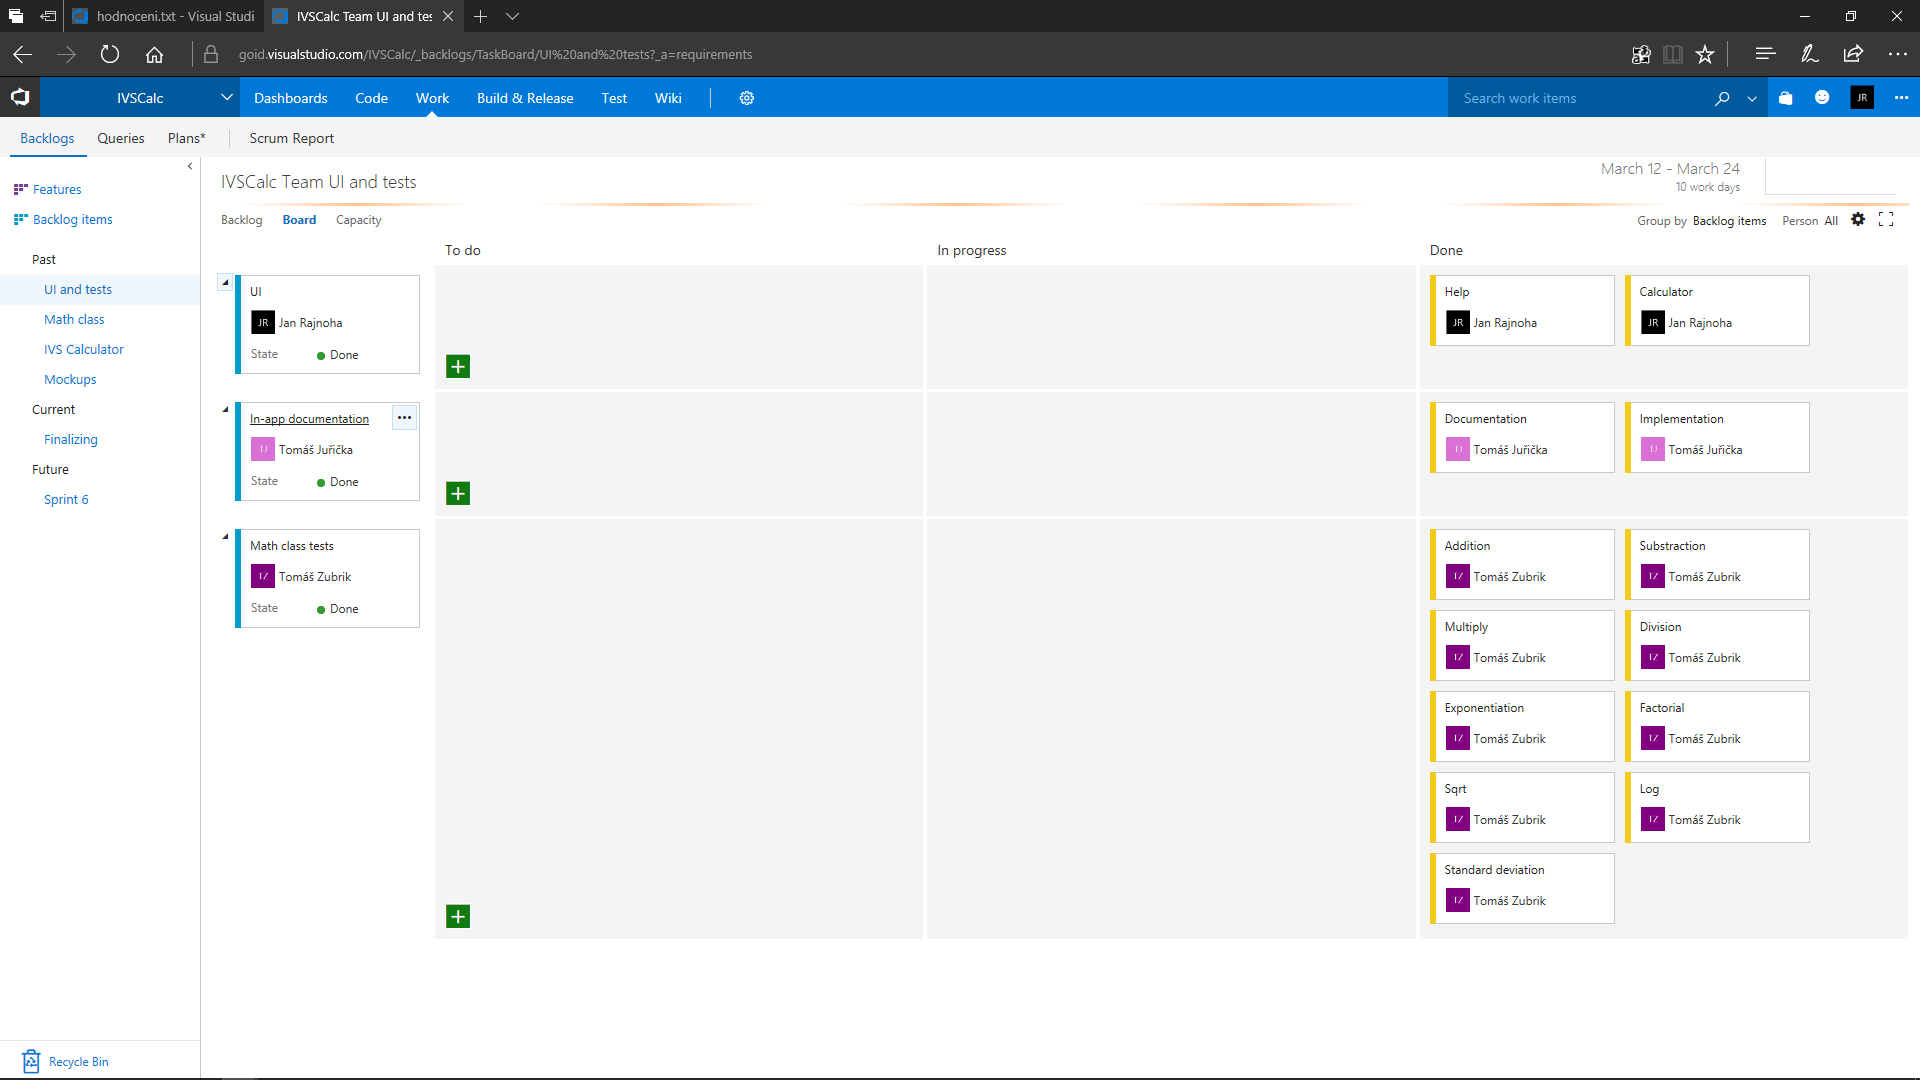 hodnoceni.txt - Visual Studi
IVSCalc Team UI and tes
goid.visualstudio.com/IVSCalc/_backlogs/TaskBoard/UI%20and%20tests?_a=requirements
IVSCalc
Dashboards
Code
Work
Build & Release
Test
Wiki
Search work items
JR
Backlogs
Queries
Plans*
Scrum Report
Features
Backlog items
Past
UI and tests
Math class
IVS Calculator
Mockups
Current
Finalizing
Future
Sprint 6
Recycle Bin
IVSCalc Team UI and tests
March 12 - March 24
10 work days
Backlog
Board
Capacity
Group by Backlog items
Person All
To do
In progress
Done
UI
JR Jan Rajnoha
State Done
Help
JR Jan Rajnoha
Calculator
JR Jan Rajnoha
In-app documentation
TJ Tomáš Juřička
State Done
Documentation
TJ Tomáš Juřička
Implementation
TJ Tomáš Juřička
Math class tests
TZ Tomáš Zubrik
State Done
Addition
TZ Tomáš Zubrik
Substraction
TZ Tomáš Zubrik
Multiply
TZ Tomáš Zubrik
Division
TZ Tomáš Zubrik
Exponentiation
TZ Tomáš Zubrik
Factorial
TZ Tomáš Zubrik
Sqrt
TZ Tomáš Zubrik
Log
TZ Tomáš Zubrik
Standard deviation
TZ Tomáš Zubrik